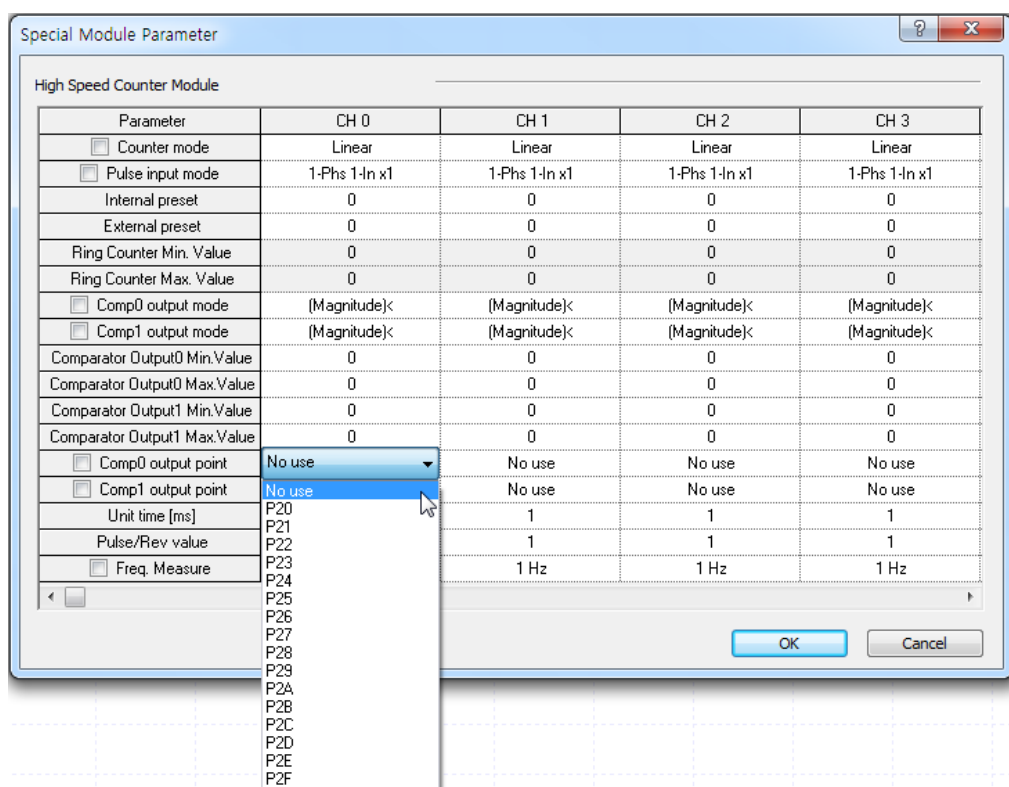 Special Module Parameter
High Speed Counter Module
Parameter CH 0 CH 1 CH 2 CH 3
Counter mode Linear Linear Linear Linear
Pulse input mode 1-Phs 1-In x1 1-Phs 1-In x1 1-Phs 1-In x1 1-Phs 1-In x1
Internal preset 0 0 0 0
External preset 0 0 0 0
Ring Counter Min. Value 0 0 0 0
Ring Counter Max. Value 0 0 0 0
Comp0 output mode (Magnitude)< (Magnitude)< (Magnitude)< (Magnitude)<
Comp1 output mode (Magnitude)< (Magnitude)< (Magnitude)< (Magnitude)<
Comparator Output0 Min.Value 0 0 0 0
Comparator Output0 Max.Value 0 0 0 0
Comparator Output1 Min.Value 0 0 0 0
Comparator Output1 Max.Value 0 0 0 0
Comp0 output point No use No use No use No use
Comp1 output point No use No use No use No use
Unit time [ms] 1 1 1
Pulse/Rev value 1 1 1
Freq. Measure 1 Hz 1 Hz 1 Hz
P20
P21
P22
P23
P24
P25
P26
P27
P28
P29
P2A
P2B
P2C
P2D
P2E
P2F
OK Cancel